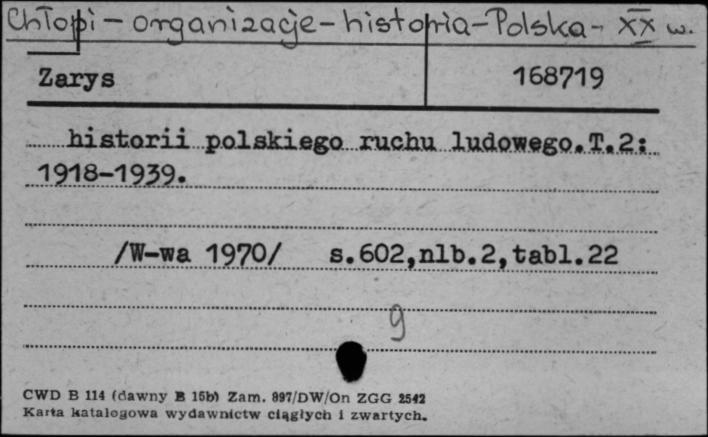 Chłopi - organizacje - historia - Polska - XX w.
Zarys 168719
historii polskiego ruchu ludowego.T.2:
1918-1939.
/W-wa 1970/ s.602,nlb.2,tabl.22
9
CWD B 114 (dawny B 15b) Zam. 897/DW/On ZGG 2542
Karta katalogowa wydawnictw ciągłych i zwartych.